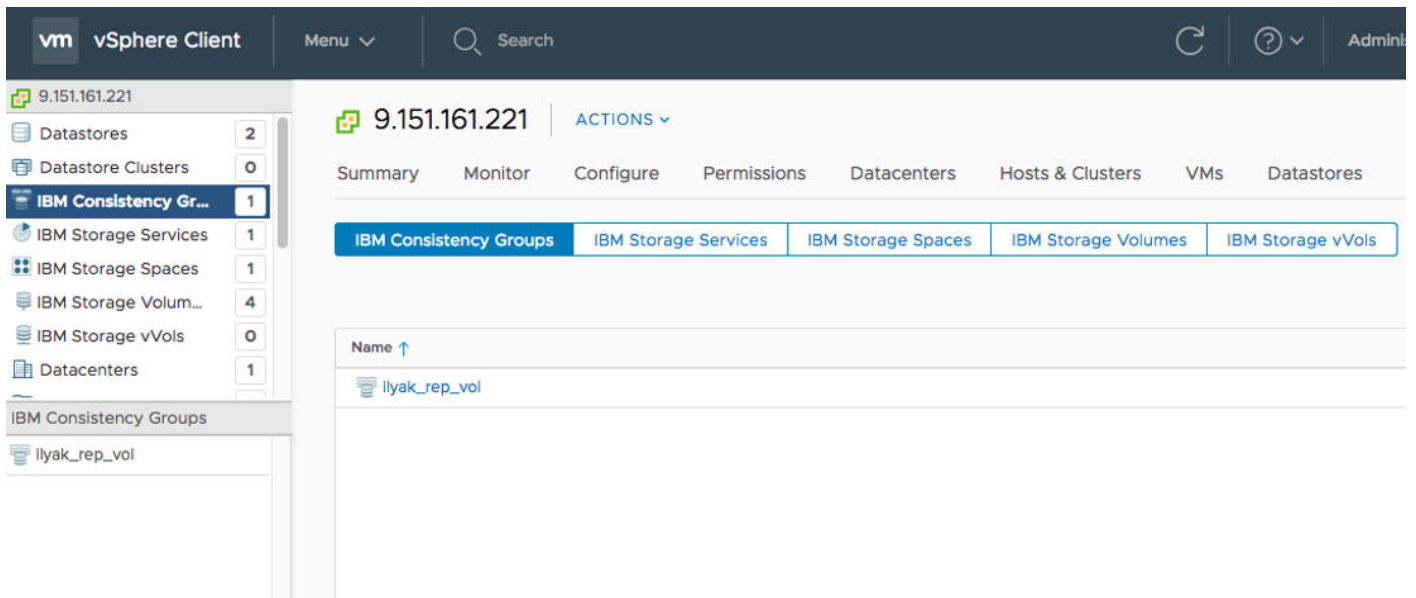 vm vSphere Client Menu Search Adminis
9.151.161.221
Datastores 2
Datastore Clusters 0
IBM Consistency Gr... 1
IBM Storage Services 1
IBM Storage Spaces 1
IBM Storage Volum... 4
IBM Storage vVols 0
Datacenters 1
IBM Consistency Groups
ilyak_rep_vol
9.151.161.221 ACTIONS
Summary Monitor Configure Permissions Datacenters Hosts & Clusters VMs Datastores
IBM Consistency Groups IBM Storage Services IBM Storage Spaces IBM Storage Volumes IBM Storage vVols
Name ↑
ilyak_rep_vol